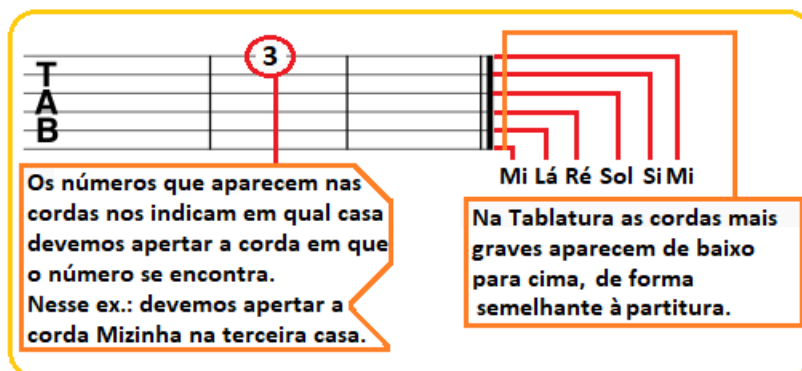 3
T
A
B
Mi Lá Ré Sol Si Mi
Os números que aparecem nas
cordas nos indicam em qual casa
devemos apertar a corda em que
o número se encontra.
Nesse ex.: devemos apertar a
corda Mizinha na terceira casa.
Na Tablatura as cordas mais
graves aparecem de baixo
para cima, de forma
semelhante à partitura.